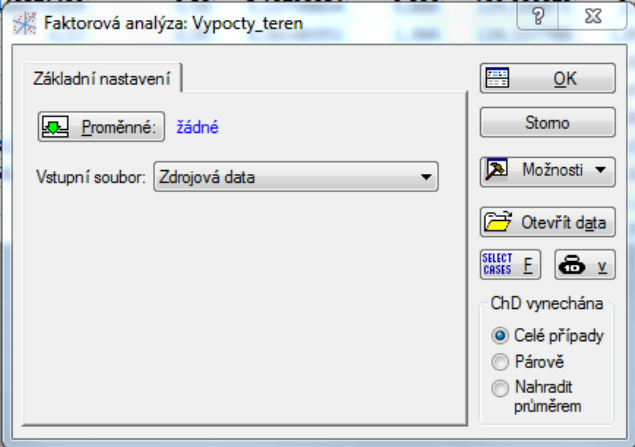 Faktorová analýza: Vypocty_teren
Základní nastavení
Proměnné: žádné
Vstupní soubor: Zdrojová data
OK
Storno
Možnosti
Otevřít data
SELECT CASES F
v
ChD vynechána
Celé případy
Párově
Nahradit
průměrem